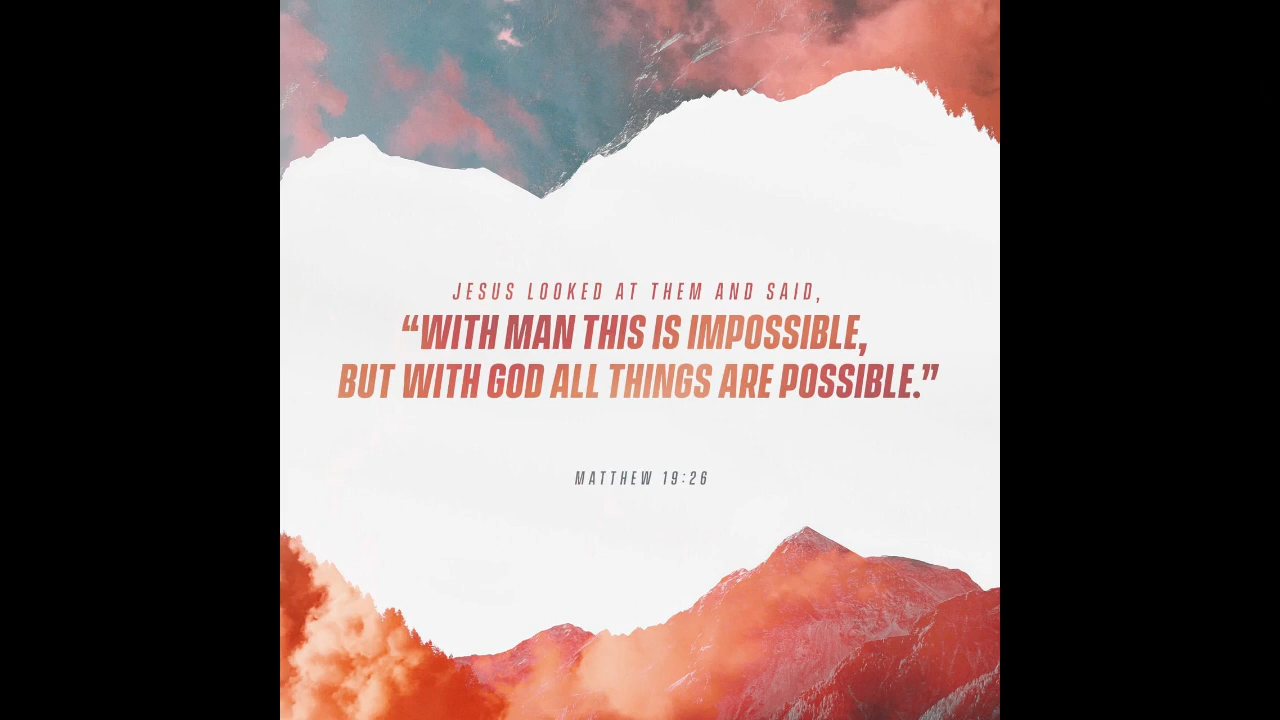 JESUS LOOKED AT THEM AND SAID,
“WITH MAN THIS IS IMPOSSIBLE,
BUT WITH GOD ALL THINGS ARE POSSIBLE.”
MATTHEW 19:26